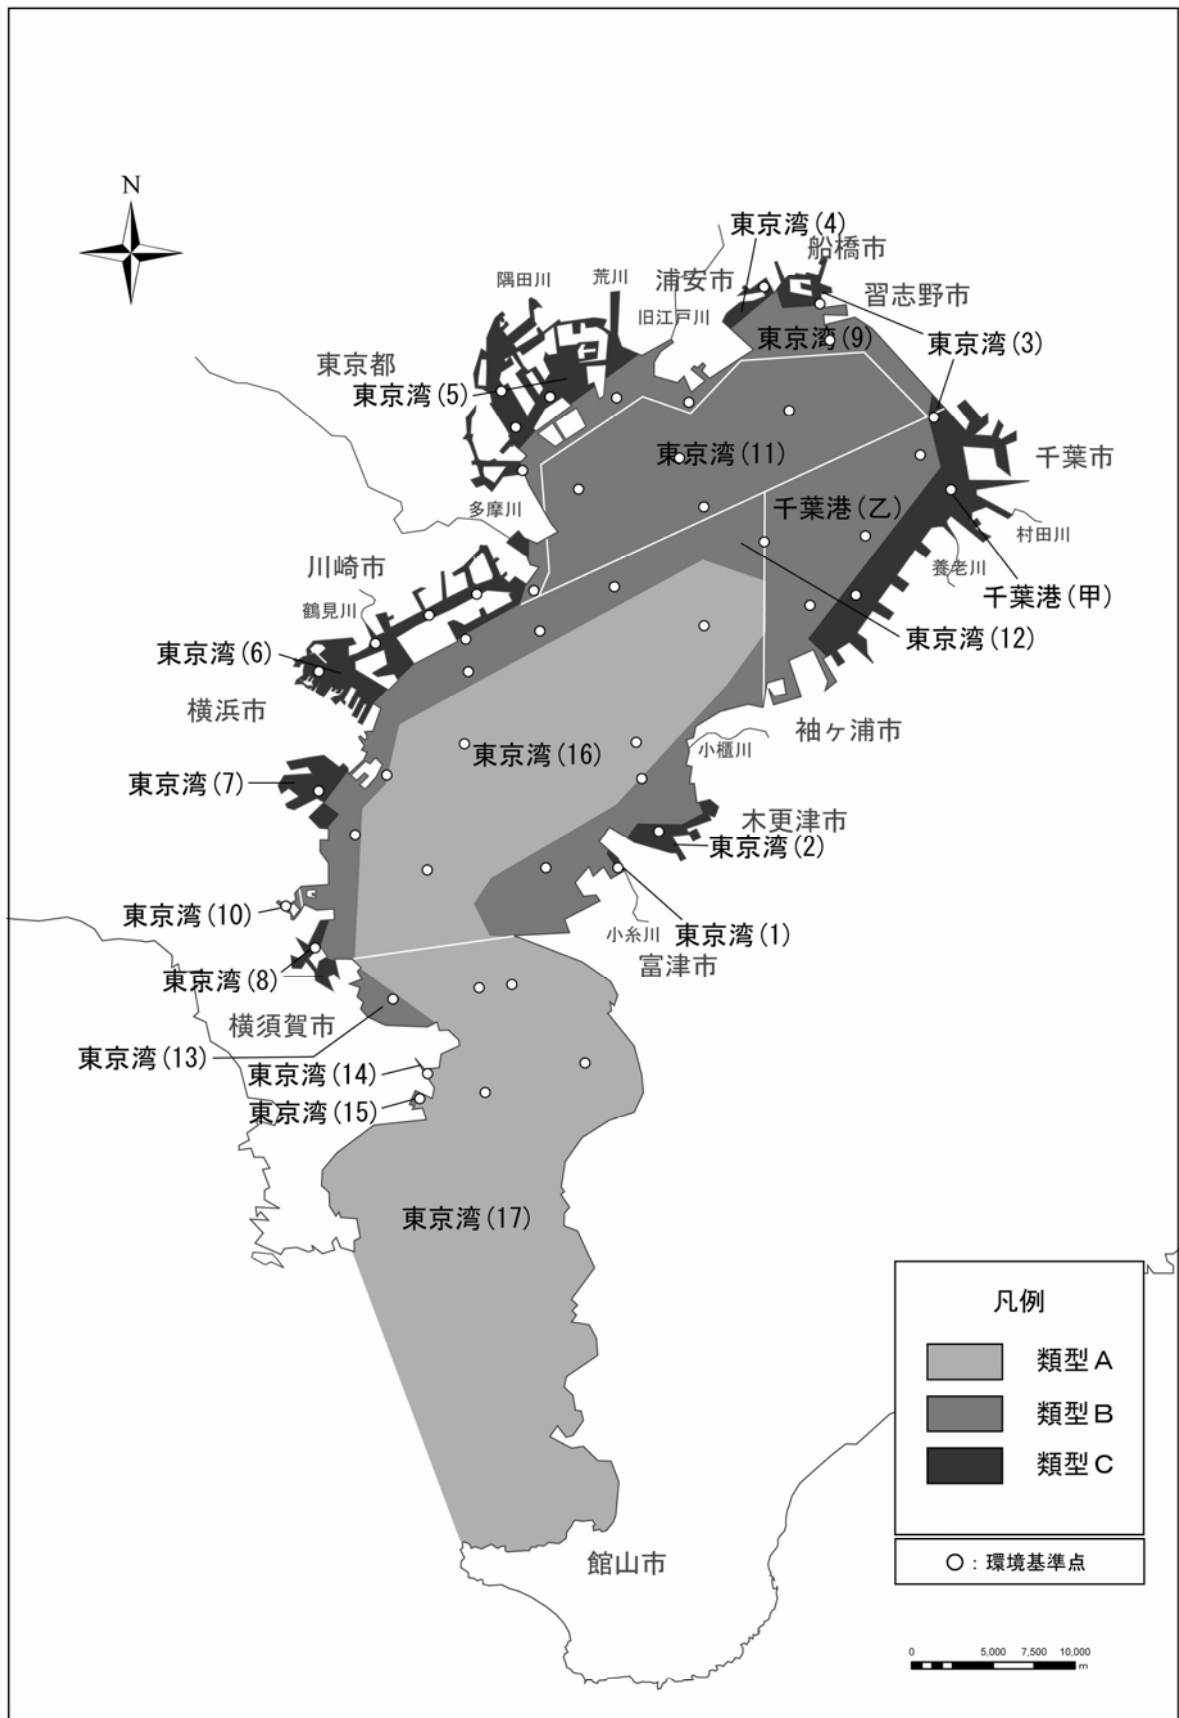 N
東京湾(4)
船橋市
隅田川
荒川
浦安市
習志野市
旧江戸川
東京湾(9)
東京湾(3)
東京都
東京湾(5)
東京湾(11)
千葉市
多摩川
千葉港(乙)
村田川
川崎市
養老川
鶴見川
千葉港(甲)
東京湾(12)
東京湾(6)
横浜市
袖ヶ浦市
小櫃川
東京湾(16)
東京湾(7)
木更津市
東京湾(2)
東京湾(10)
小糸川
東京湾(1)
富津市
東京湾(8)
横須賀市
東京湾(13)
東京湾(14)
東京湾(15)
東京湾(17)
凡例
類型A
類型B
類型C
○:環境基準点
館山市
0 5,000 7,500 10,000
m